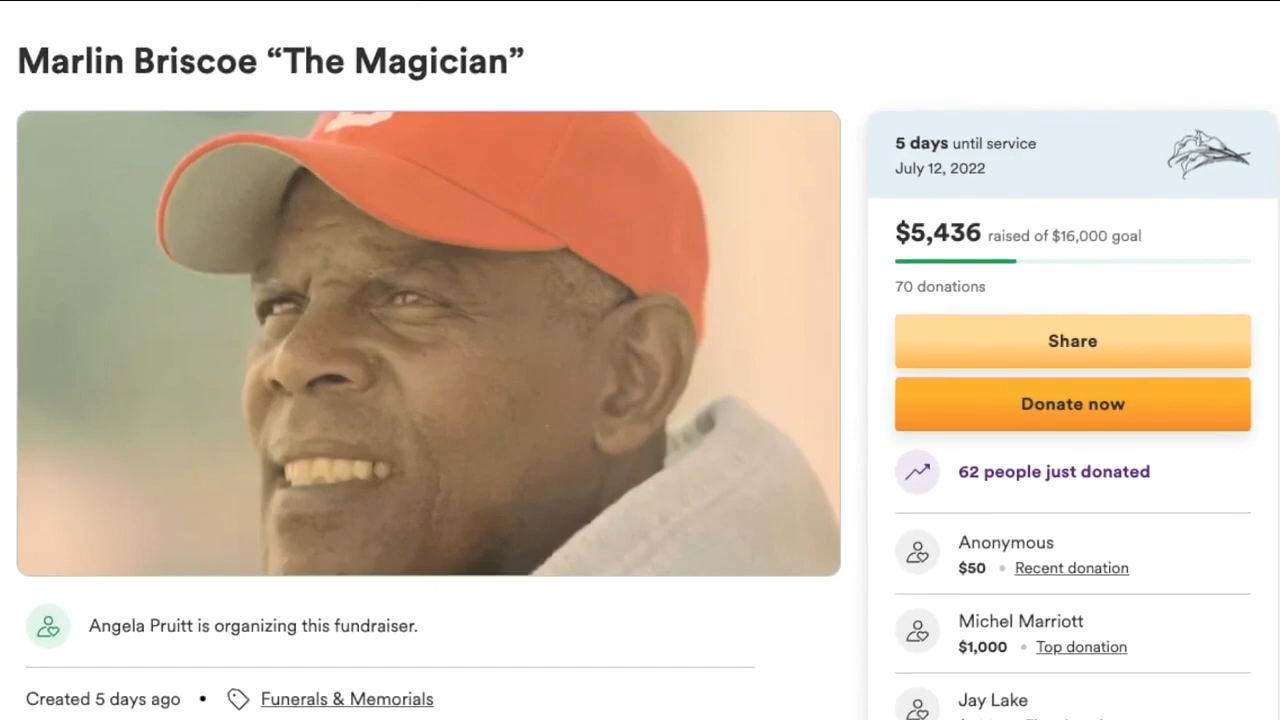 Marlin Briscoe “The Magician”
5 days until service
July 12, 2022
$5,436 raised of $16,000 goal
70 donations
Share
Donate now
62 people just donated
Anonymous
$50 • Recent donation
Michel Marriott
$1,000 • Top donation
Jay Lake
Angela Pruitt is organizing this fundraiser.
Created 5 days ago • Funerals & Memorials